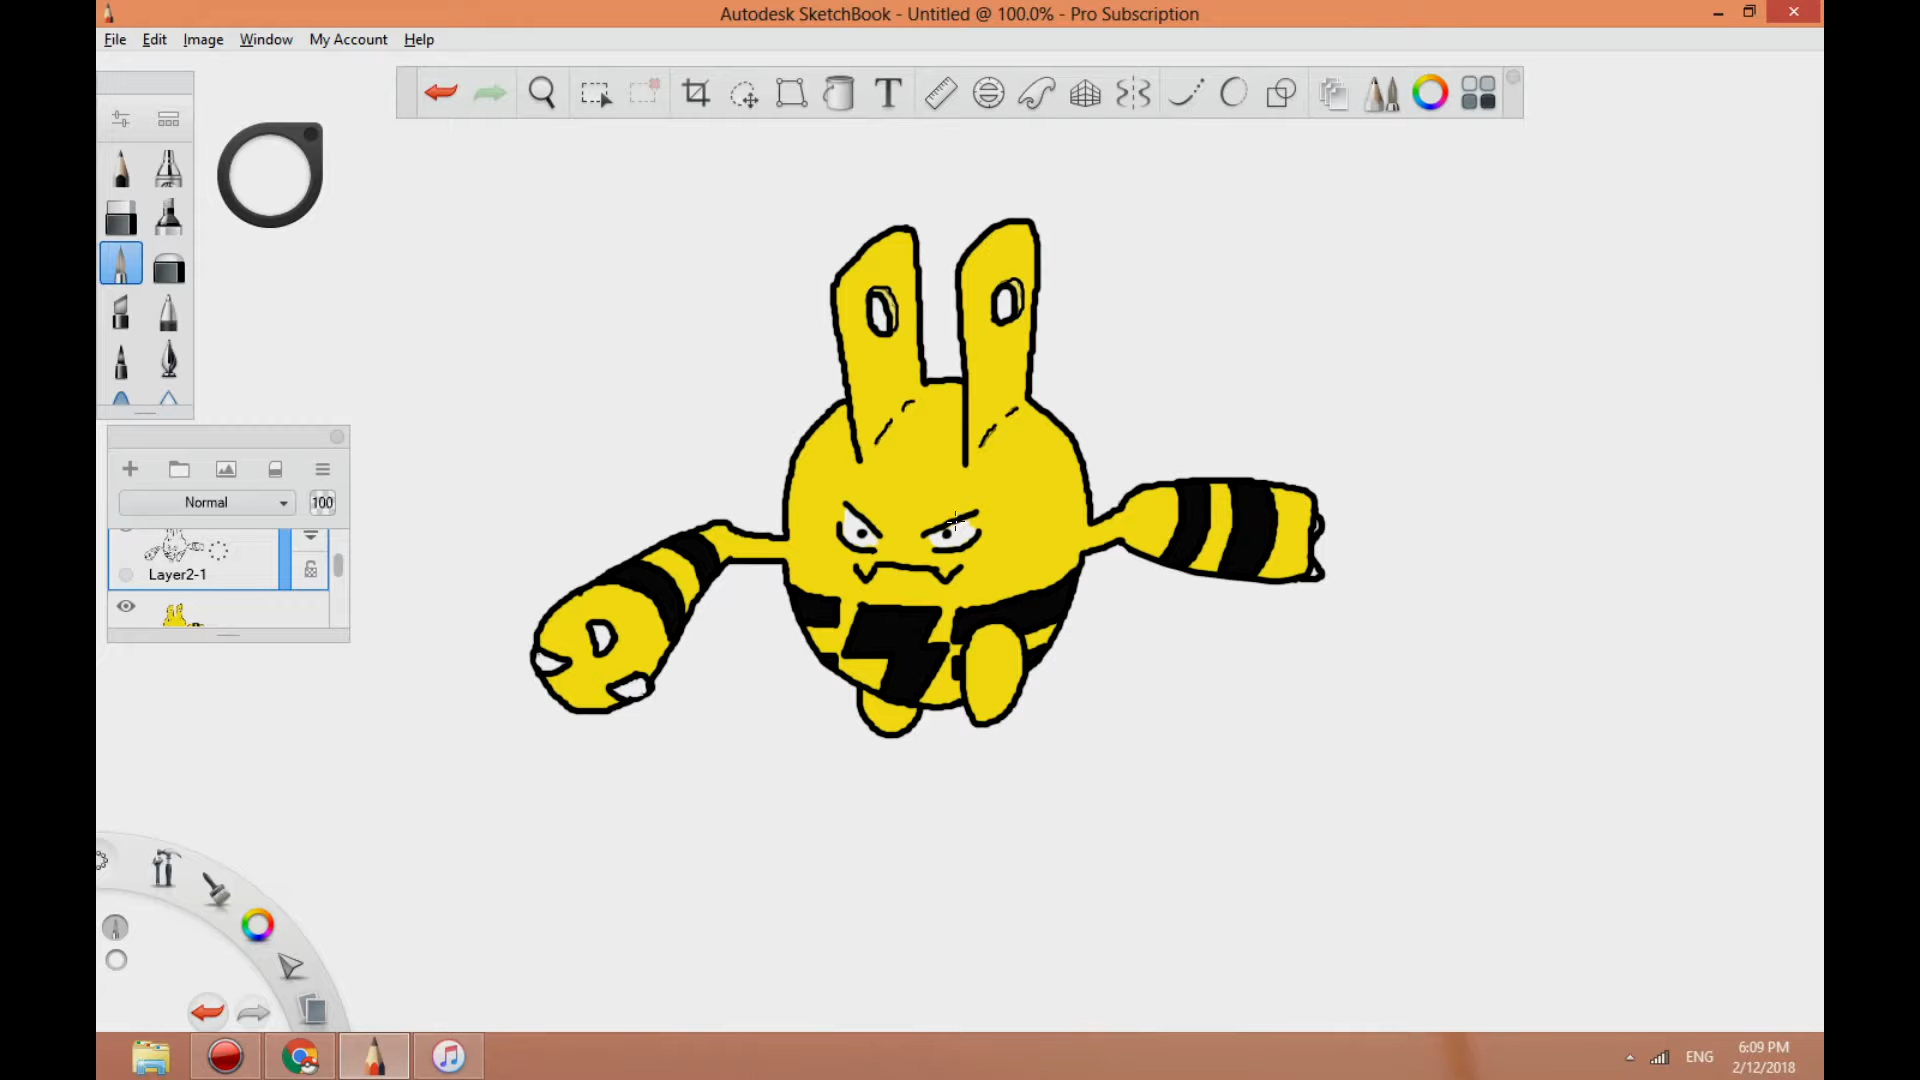 Autodesk SketchBook - Untitled @ 100.0% - Pro Subscription
File Edit Image Window My Account Help
T
Normal 100
Layer2-1
ENG 6:09 PM
2/12/2018